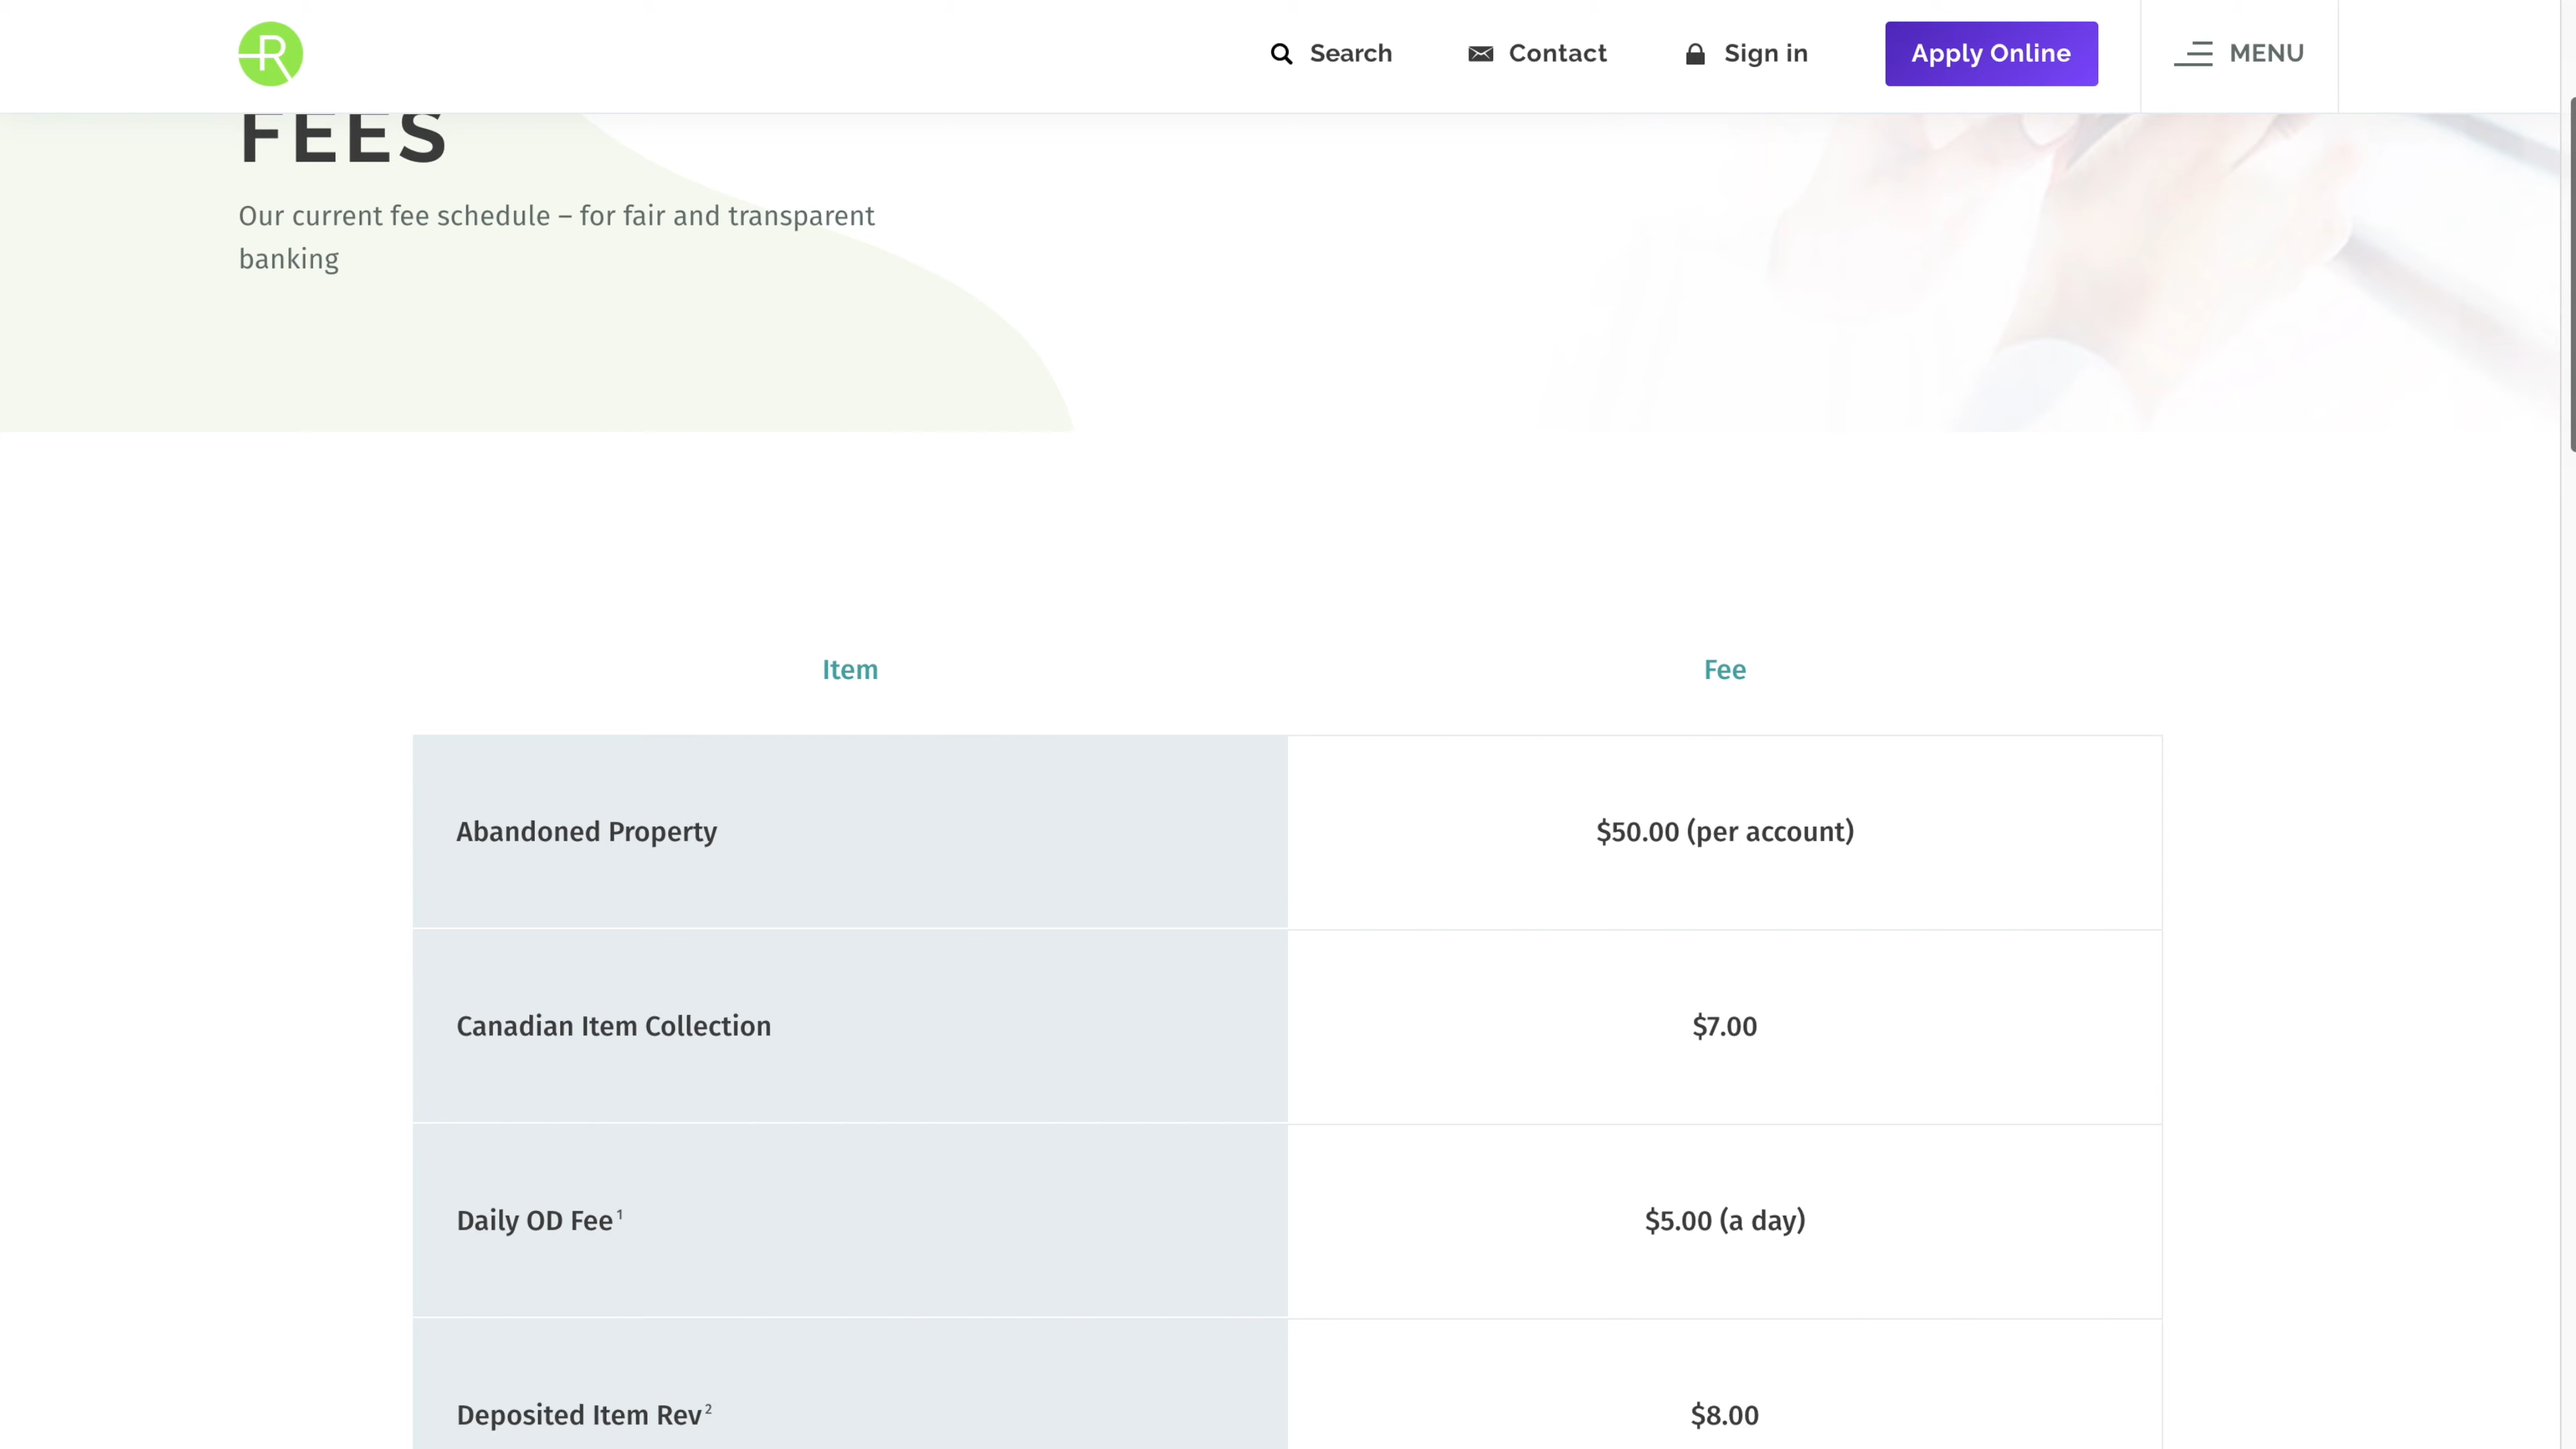 R
Search
Contact
Sign in
Apply Online
MENU
FEES
Our current fee schedule – for fair and transparent
banking
Item
Fee
Abandoned Property
$50.00 (per account)
Canadian Item Collection
$7.00
Daily OD Fee¹
$5.00 (a day)
Deposited Item Rev²
$8.00